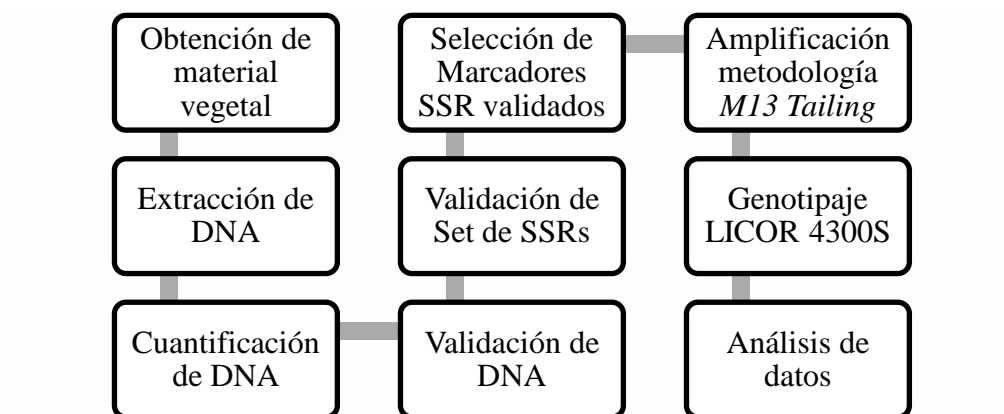 Obtención de
material
vegetal
Extracción de
DNA
Cuantificación
de DNA
Validación de
DNA
Validación de
Set de SSRs
Selección de
Marcadores
SSR validados
Amplificación
metodología
M13 Tailing
Genotipaje
LICOR 4300S
Análisis de
datos